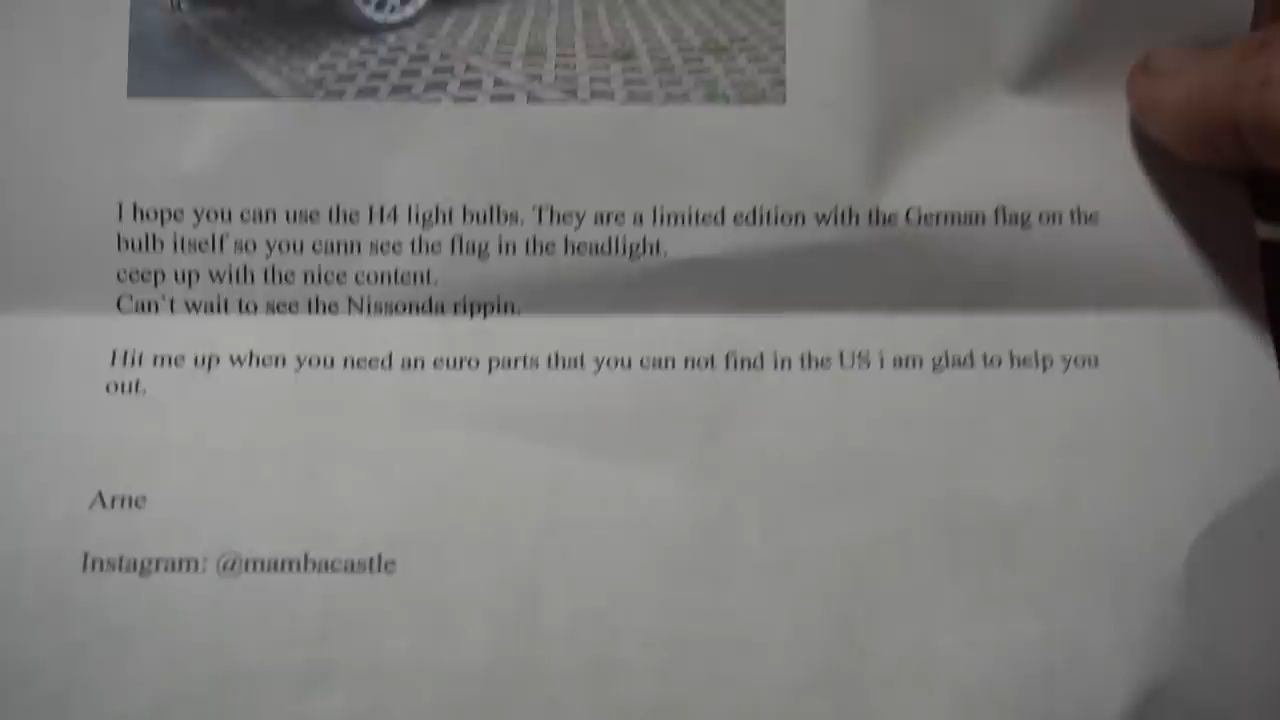 I hope you can use the H4 light bulbs. They are a limited edition with the German flag on the
bulb itself so you cann see the flag in the headlight.
ceep up with the nice content.
Can't wait to see the Nissonda rippin.
Hit me up when you need an euro parts that you can not find in the US i am glad to help you
out.
Arne
Instagram: @mambacastle